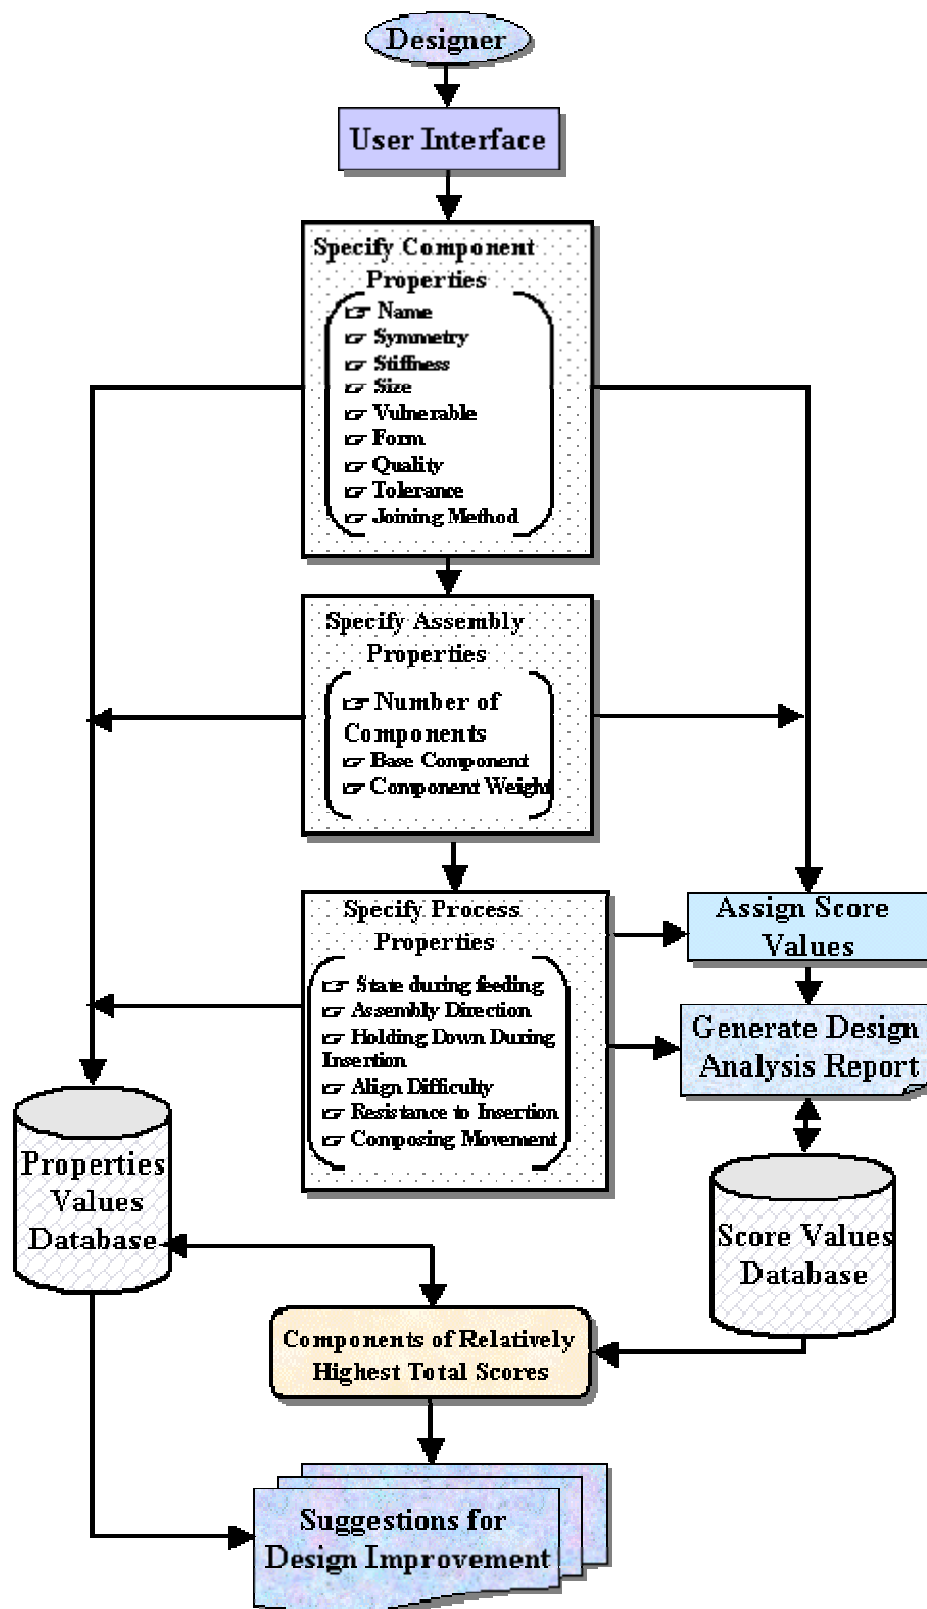 Designer
User Interface
Specify Component
Properties
☞ Name
☞ Symmetry
☞ Stiffness
☞ Size
☞ Vulnerable
☞ Form
☞ Quality
☞ Tolerance
☞ Joining Method
Specify Assembly
Properties
☞ Number of
Components
☞ Base Component
☞ Component Weight
Specify Process
Properties
☞ State during feeding
☞ Assembly Direction
☞ Holding Down During
Insertion
☞ Align Difficulty
☞ Resistance to Insertion
☞ Composing Movement
Assign Score
Values
Generate Design
Analysis Report
Properties
Values
Database
Score Values
Database
Components of Relatively
Highest Total Scores
Suggestions for
Design Improvement